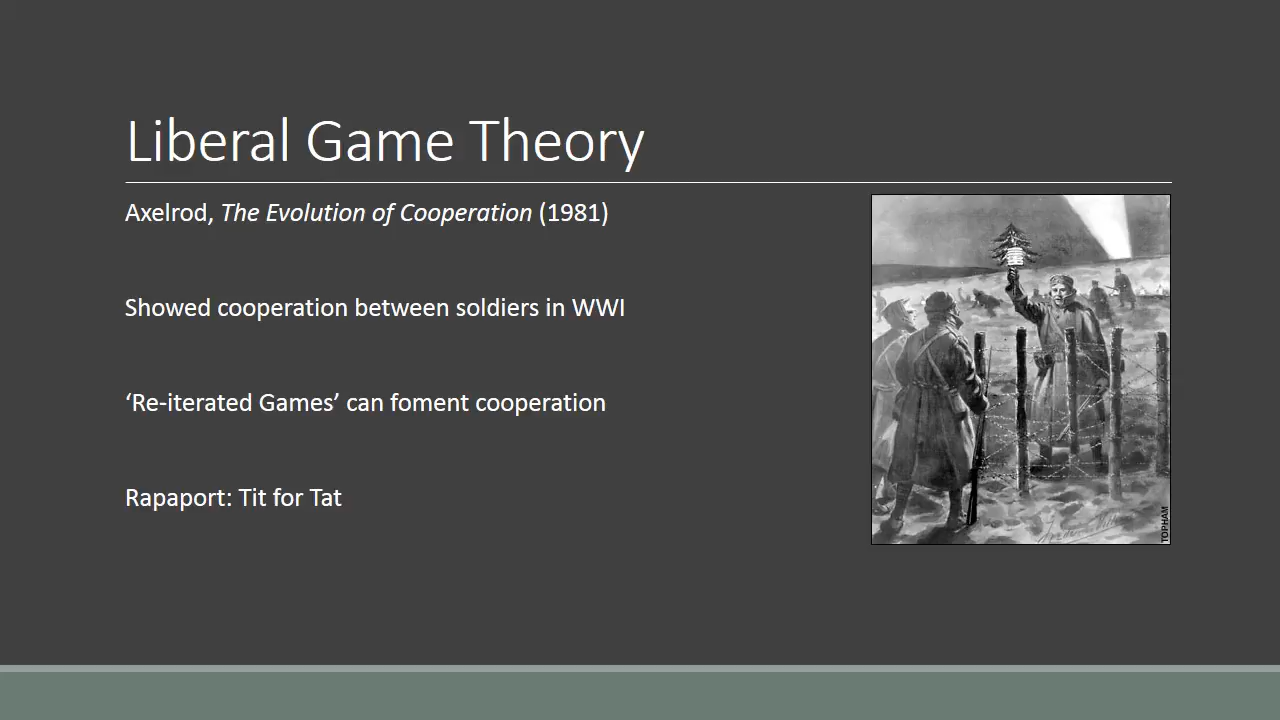 Liberal Game Theory
Axelrod, The Evolution of Cooperation (1981)
Showed cooperation between soldiers in WWI
‘Re-iterated Games’ can foment cooperation
Rapaport: Tit for Tat
TOPHAM